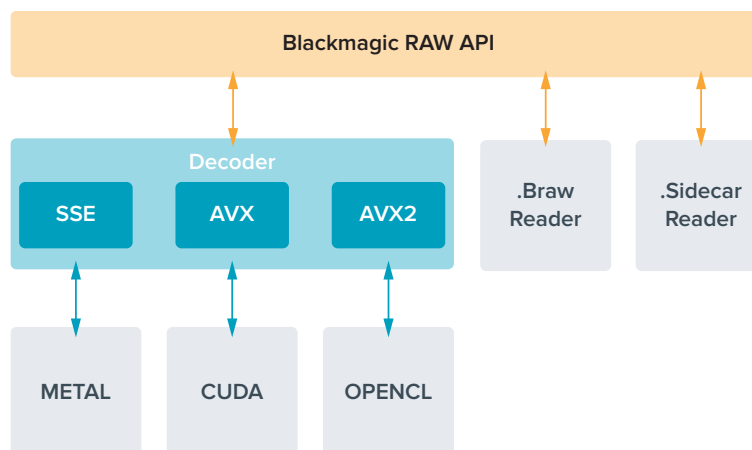 Blackmagic RAW API
Decoder
SSE
AVX
AVX2
.Braw
Reader
.Sidecar
Reader
METAL
CUDA
OPENCL